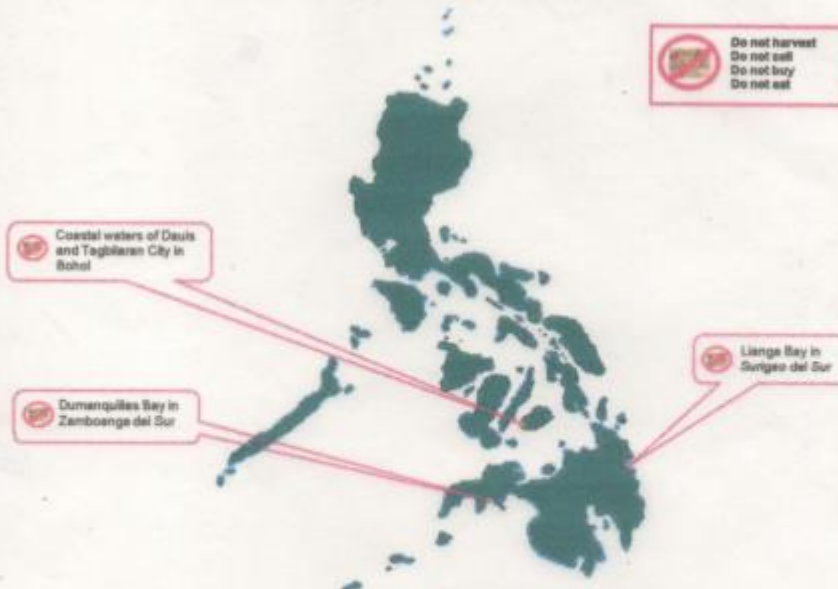 Do not harvest
Do not sell
Do not buy
Do not eat
Coastal waters of Dauis
and Tagbilaran City in
Bohol
Lianga Bay in
Surigao del Sur
Dumanquillas Bay in
Zamboanga del Sur